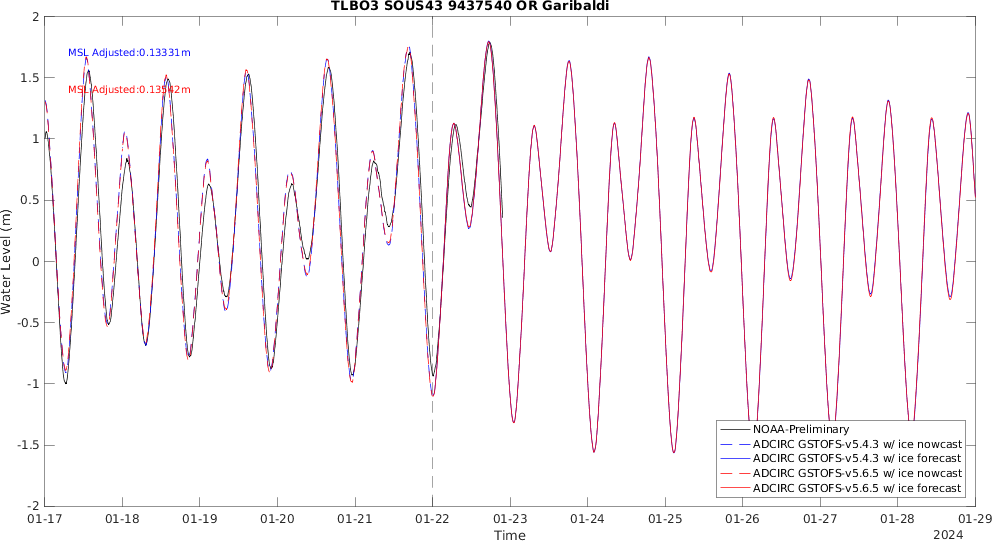 TLBO3 SOUS43 9437540 OR Garibaldi
MSL Adjusted:0.13331m
MSL Adjusted:0.13542m
Water Level (m)
2
1.5
1
0.5
0
-0.5
-1
-1.5
-2
NOAA-Preliminary
ADCIRC GSTOFS-v5.4.3 w/ ice nowcast
ADCIRC GSTOFS-v5.4.3 w/ ice forecast
ADCIRC GSTOFS-v5.6.5 w/ ice nowcast
ADCIRC GSTOFS-v5.6.5 w/ ice forecast
01-17 01-18 01-19 01-20 01-21 01-22 01-23 01-24 01-25 01-26 01-27 01-28 01-29
Time
2024